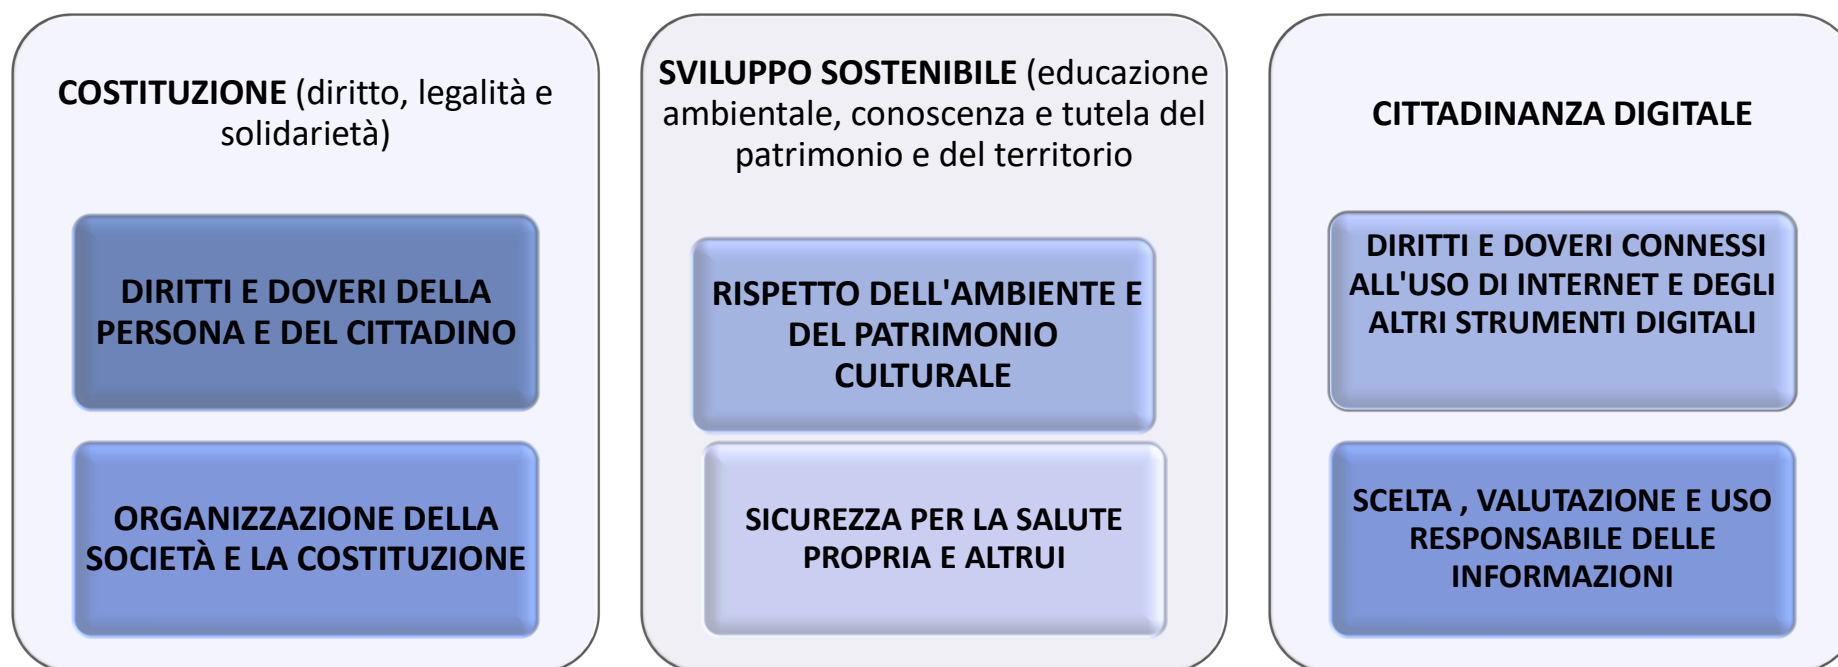 COSTITUZIONE (diritto, legalità e
solidarietà)
DIRITTI E DOVERI DELLA
PERSONA E DEL CITTADINO
ORGANIZZAZIONE DELLA
SOCIETÀ E LA COSTITUZIONE
SVILUPPO SOSTENIBILE (educazione
ambientale, conoscenza e tutela del
patrimonio e del territorio
RISPETTO DELL'AMBIENTE E
DEL PATRIMONIO
CULTURALE
SICUREZZA PER LA SALUTE
PROPRIA E ALTRUI
CITTADINANZA DIGITALE
DIRITTI E DOVERI CONNESSI
ALL'USO DI INTERNET E DEGLI
ALTRI STRUMENTI DIGITALI
SCELTA , VALUTAZIONE E USO
RESPONSABILE DELLE
INFORMAZIONI